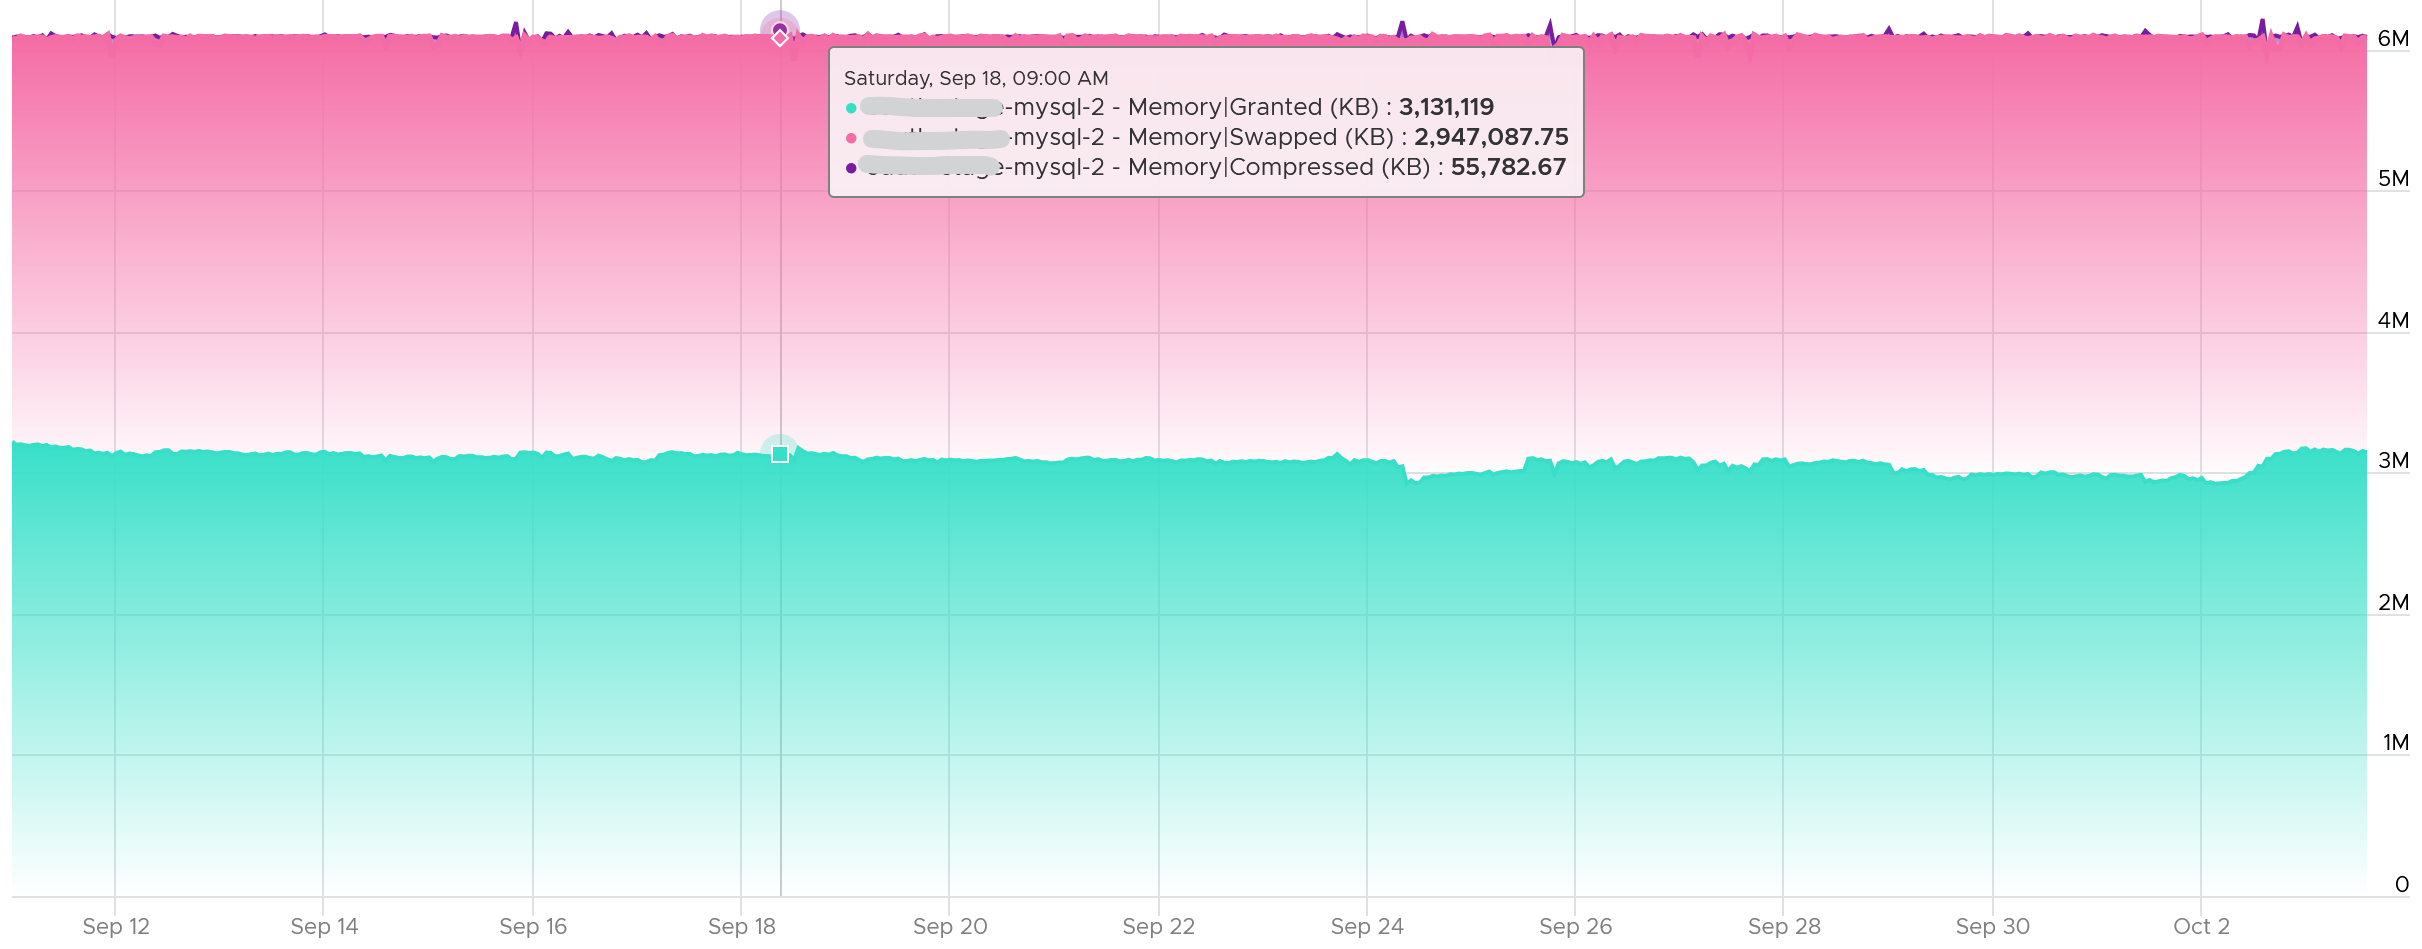 6M
Saturday, Sep 18, 09:00 AM
-mysql-2 - Memory|Granted (KB) : 3,131,119
-mysql-2 - Memory|Swapped (KB) : 2,947,087.75
-mysql-2 - Memory|Compressed (KB) : 55,782.67
5M
4M
3M
2M
1M
0
Sep 12 Sep 14 Sep 16 Sep 18 Sep 20 Sep 22 Sep 24 Sep 26 Sep 28 Sep 30 Oct 2